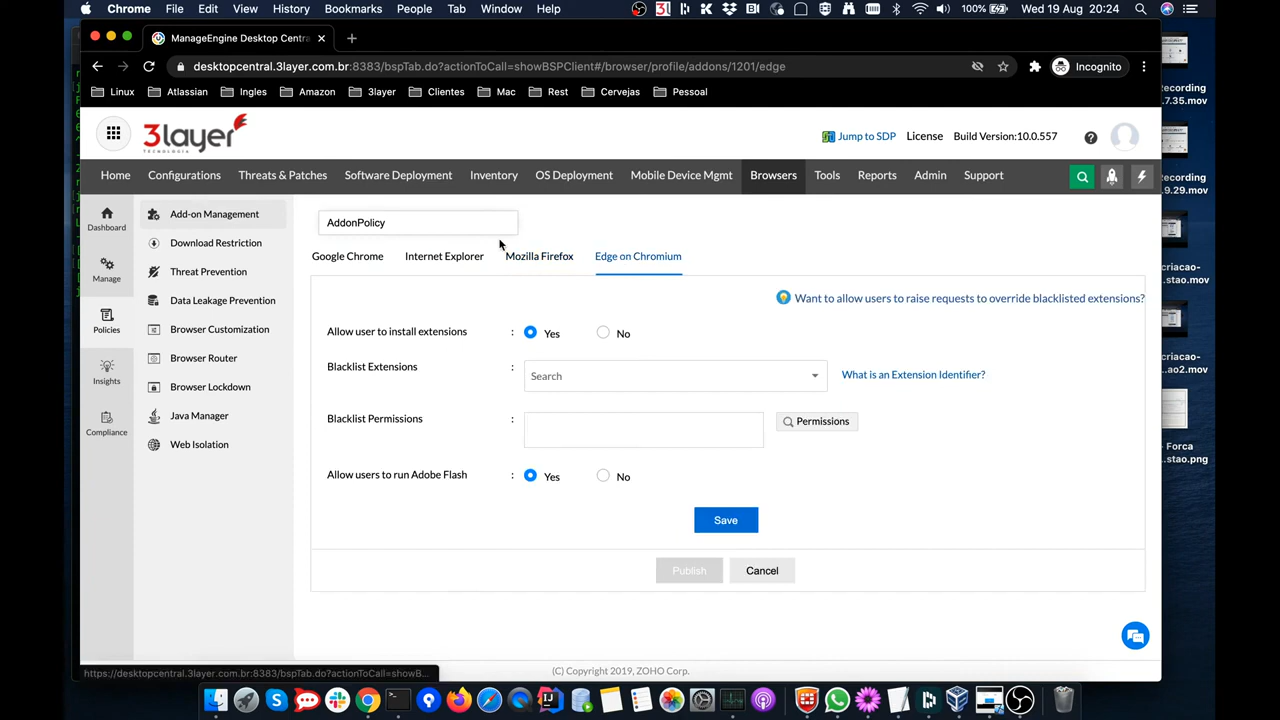 Chrome File Edit View History Bookmarks People Tab Window Help 100% Wed 19 Aug 20:24
ManageEngine Desktop Centra
desktopcentral.3layer.com.br:8383/bspTab.do?actionToCall=showBSPClient#/browser/profile/addons/1201/edge Incognito
Linux Atlassian Ingles Amazon 3layer Clientes Mac Rest Cervejas Pessoal
3layer TECNOLOGIA Jump to SDP License Build Version:10.0.557
Home Configurations Threats & Patches Software Deployment Inventory OS Deployment Mobile Device Mgmt Browsers Tools Reports Admin Support
Dashboard
Manage
Policies
Insights
Compliance
Add-on Management
Download Restriction
Threat Prevention
Data Leakage Prevention
Browser Customization
Browser Router
Browser Lockdown
Java Manager
Web Isolation
AddonPolicy
Google Chrome Internet Explorer Mozilla Firefox Edge on Chromium
Want to allow users to raise requests to override blacklisted extensions?
Allow user to install extensions : Yes No
Blacklist Extensions : Search What is an Extension Identifier?
Blacklist Permissions : Permissions
Allow users to run Adobe Flash : Yes No
Save
Publish Cancel
https://desktopcentral.3layer.com.br:8383/bspTab.do?actionToCall=showB...
(C) Copyright 2019, ZOHO Corp.
Recording
.7.35.mov
Recording
.9.29.mov
criacao-
stao.mov
criacao-
ao2.mov
Forca
stao.png